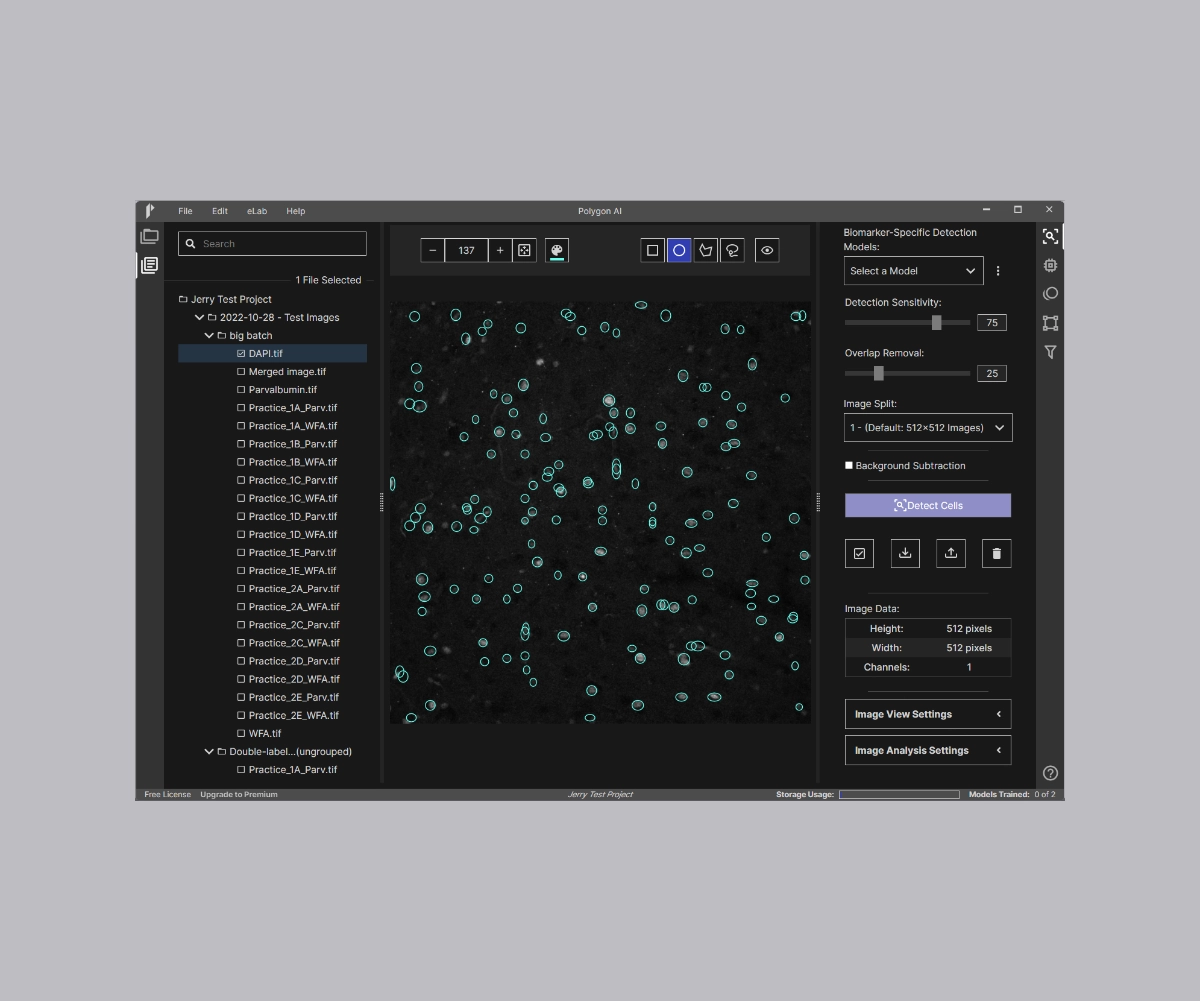 File Edit eLab Help
Polygon AI
Search
1 File Selected
Jerry Test Project
2022-10-28 - Test Images
big batch
DAPI.tif
Merged image.tif
Parvalbumin.tif
Practice_1A_Parv.tif
Practice_1A_WFA.tif
Practice_1B_Parv.tif
Practice_1B_WFA.tif
Practice_1C_Parv.tif
Practice_1C_WFA.tif
Practice_1D_Parv.tif
Practice_1D_WFA.tif
Practice_1E_Parv.tif
Practice_1E_WFA.tif
Practice_2A_Parv.tif
Practice_2A_WFA.tif
Practice_2C_Parv.tif
Practice_2C_WFA.tif
Practice_2D_Parv.tif
Practice_2D_WFA.tif
Practice_2E_Parv.tif
Practice_2E_WFA.tif
WFA.tif
Double-label...(ungrouped)
Practice_1A_Parv.tif
137
Biomarker-Specific Detection
Models:
Select a Model
Detection Sensitivity:
75
Overlap Removal:
25
Image Split:
1 - (Default: 512×512 Images)
Background Subtraction
Detect Cells
Image Data:
Height: 512 pixels
Width: 512 pixels
Channels: 1
Image View Settings
Image Analysis Settings
Free License Upgrade to Premium
Jerry Test Project
Storage Usage:
Models Trained: 0 of 2